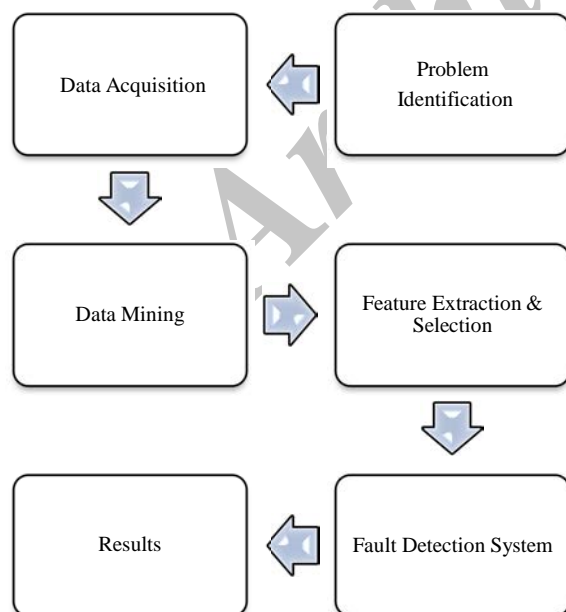 Data Acquisition
Problem
Identification
Data Mining
Feature Extraction &
Selection
Results
Fault Detection System